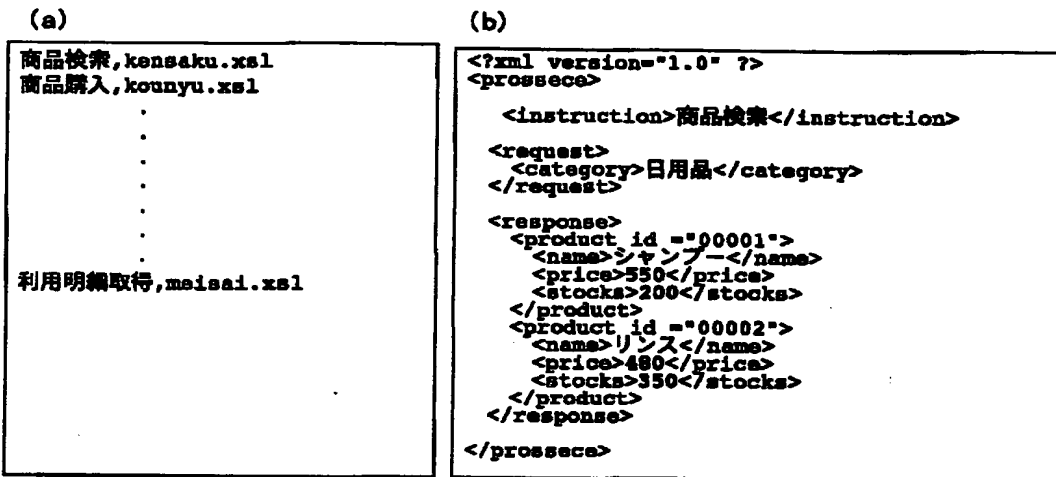 (a)
商品検索,kensaku.xsl
商品購入,kounyu.xsl
利用明細取得,meisai.xsl
(b)
<?xml version="1.0" ?>
<prossece>
<instruction>商品検索</instruction>
<request>
<category>日用品</category>
</request>
<response>
<product id ="00001">
<name>シャンプー</name>
<price>550</price>
<stocks>200</stocks>
</product>
<product id ="00002">
<name>リンス</name>
<price>480</price>
<stocks>350</stocks>
</product>
</response>
</prossece>